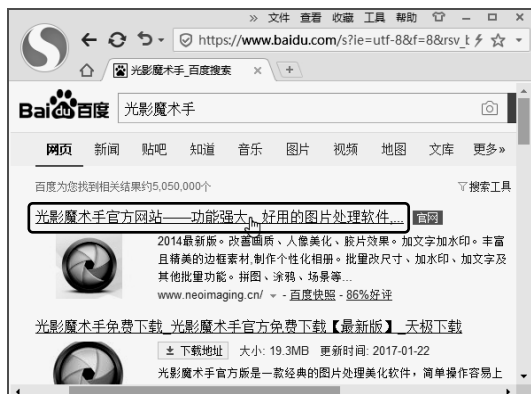 » 文件 查看 收藏 工具 帮助
https://www.baidu.com/s?ie=utf-8&f=8&rsv_t
光影魔术手_百度搜索
Bai百度 光影魔术手
网页 新闻 贴吧 知道 音乐 图片 视频 地图 文库 更多»
百度为您找到相关结果约5,050,000个 搜索工具
光影魔术手官方网站——功能强大、好用的图片处理软件,... 官网
2014最新版。改善画质、人像美化、胶片效果。加文字加水印。丰富
且精美的边框素材,制作个性化相册。批量改尺寸、加水印、加文字及
其他批量功能。拼图、涂鸦、场景等...
www.neoimaging.cn/ - 百度快照 - 86%好评
光影魔术手免费下载_光影魔术手官方免费下载【最新版】_天极下载
下载地址 大小: 19.3MB 更新时间: 2017-01-22
光影魔术手官方版是一款经典的图片处理美化软件，简单操作容易上